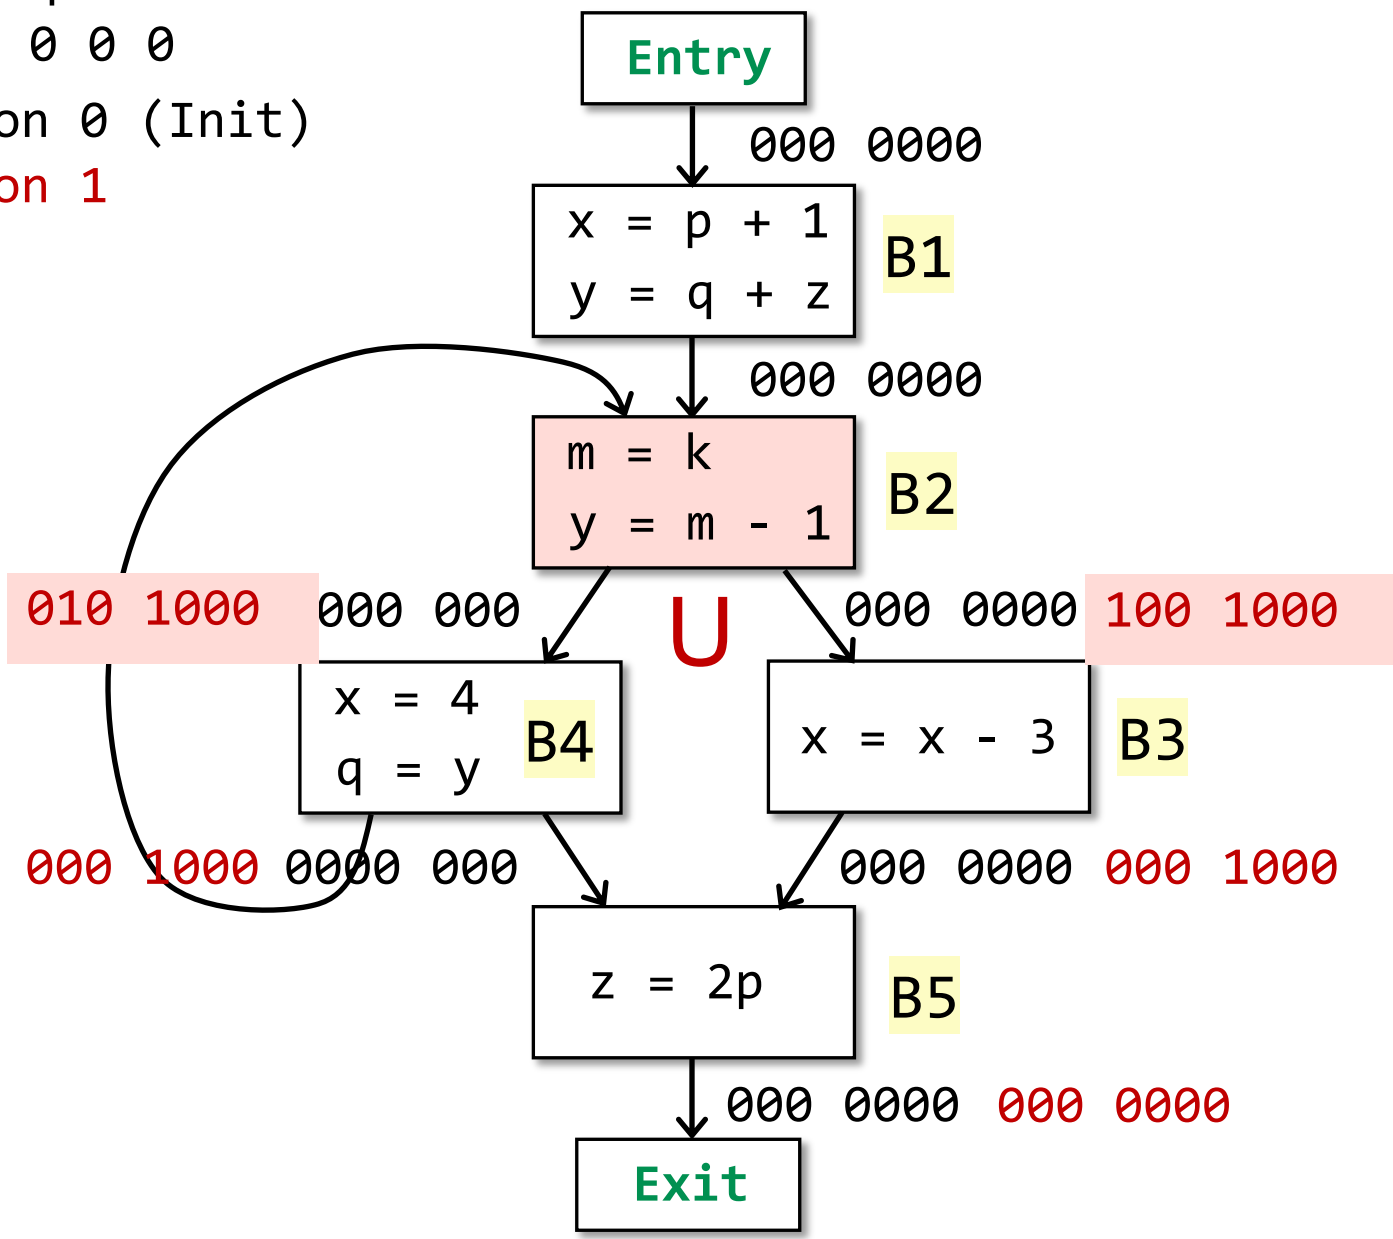 0 0 0
on 0 (Init)
on 1
Entry
000 0000
x = p + 1
y = q + z
B1
000 0000
m = k
y = m - 1
B2
010 1000 000 000 U 000 0000 100 1000
x = 4
q = y
B4
x = x - 3
B3
000 1000 0000 000 000 0000 000 1000
z = 2p
B5
000 0000 000 0000
Exit